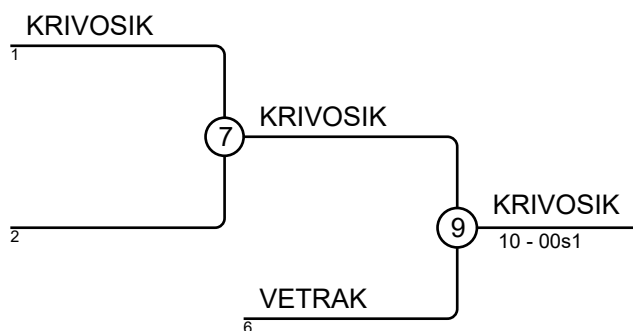 KRIVOSIK
1
KRIVOSIK
7
2
KRIVOSIK
9
10 - 00s1
VETRAK
6